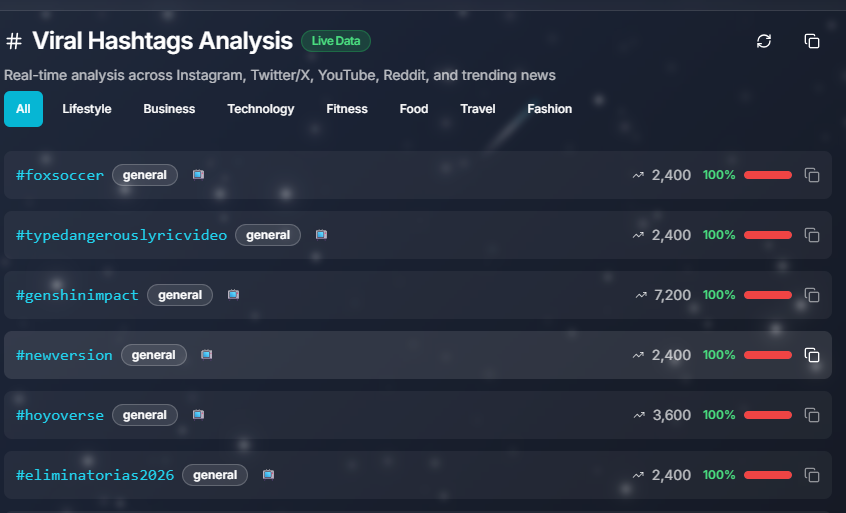 # Viral Hashtags Analysis Live Data
Real-time analysis across Instagram, Twitter/X, YouTube, Reddit, and trending news
All Lifestyle Business Technology Fitness Food Travel Fashion
#foxsoccer general 2,400 100%
#typedangerouslyricvideo general 2,400 100%
#genshinimpact general 7,200 100%
#newversion general 2,400 100%
#hoyoverse general 3,600 100%
#eliminatorias2026 general 2,400 100%